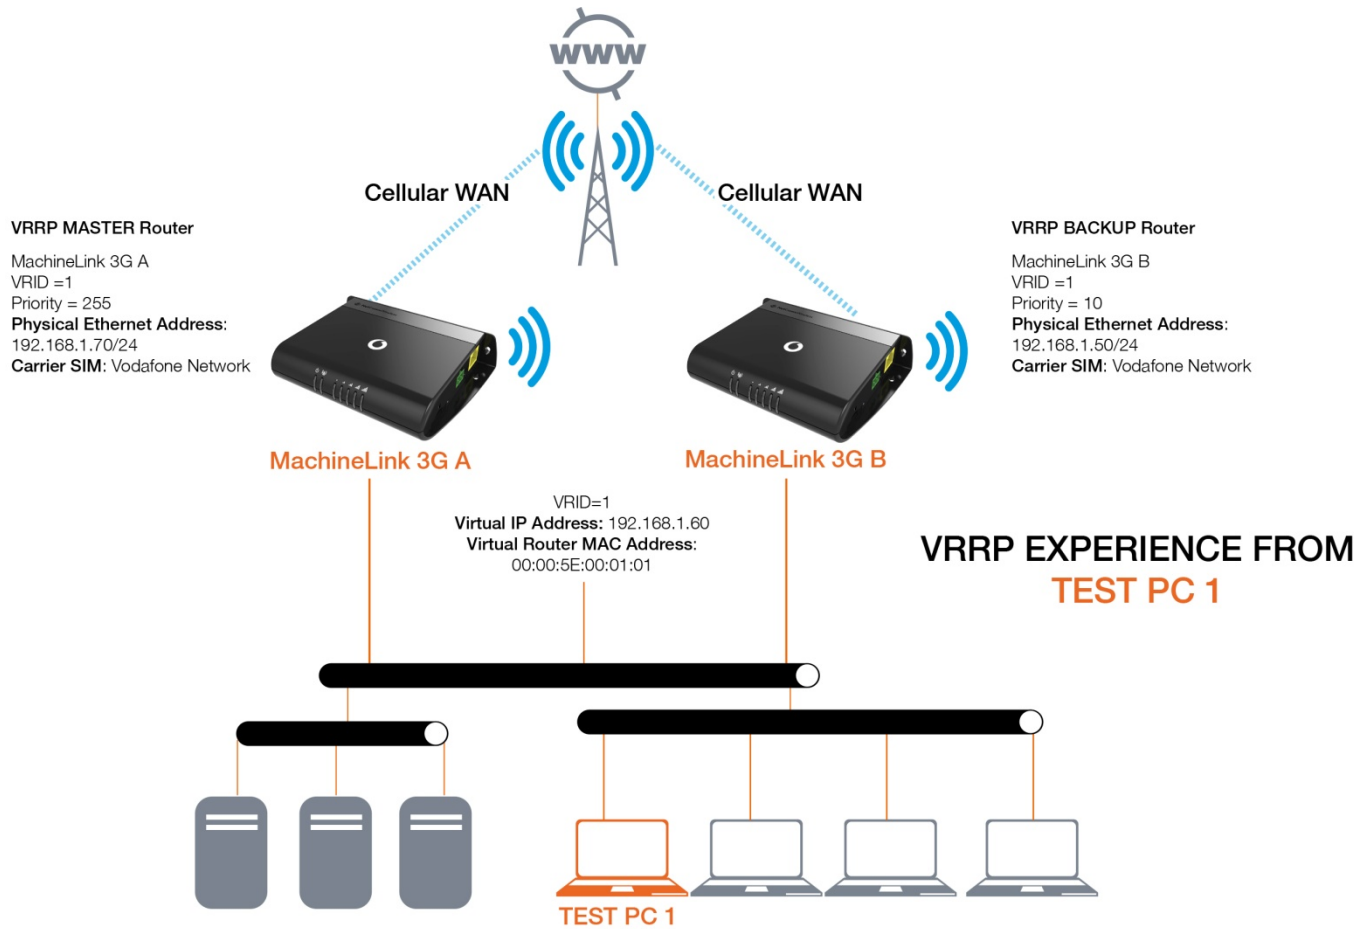 WWW
Cellular WAN
Cellular WAN
VRRP MASTER Router
MachineLink 3G A
VRID =1
Priority = 255
Physical Ethernet Address:
192.168.1.70/24
Carrier SIM: Vodafone Network
VRRP BACKUP Router
MachineLink 3G B
VRID =1
Priority = 10
Physical Ethernet Address:
192.168.1.50/24
Carrier SIM: Vodafone Network
MachineLink 3G A
MachineLink 3G B
VRID=1
Virtual IP Address: 192.168.1.60
Virtual Router MAC Address:
00:00:5E:00:01:01
VRRP EXPERIENCE FROM
TEST PC 1
TEST PC 1